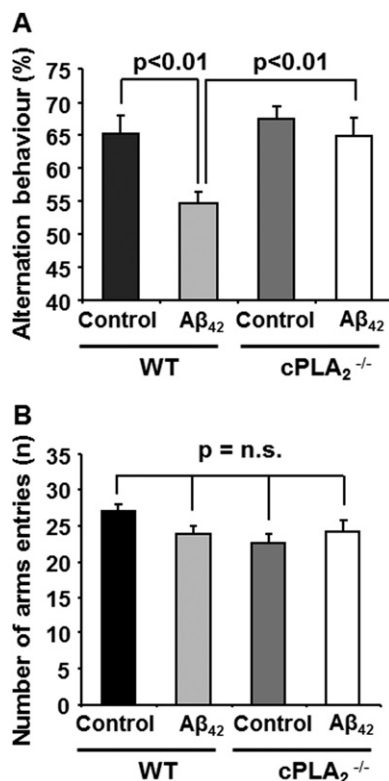 A
p<0.01 p<0.01
Alternation behaviour (%)
75
70
65
60
55
50
45
40
Control Aβ₄₂ Control Aβ₄₂
WT cPLA₂⁻/⁻
B
p = n.s.
Number of arms entries (n)
35
30
25
20
15
10
5
0
Control Aβ₄₂ Control Aβ₄₂
WT cPLA₂⁻/⁻